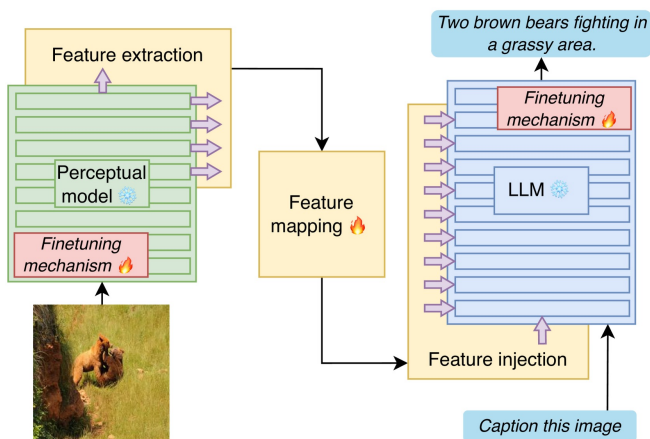 Two brown bears fighting in
a grassy area.
Feature extraction
Finetuning
mechanism
Perceptual
model
LLM
Feature
mapping
Finetuning
mechanism
Feature injection
Caption this image